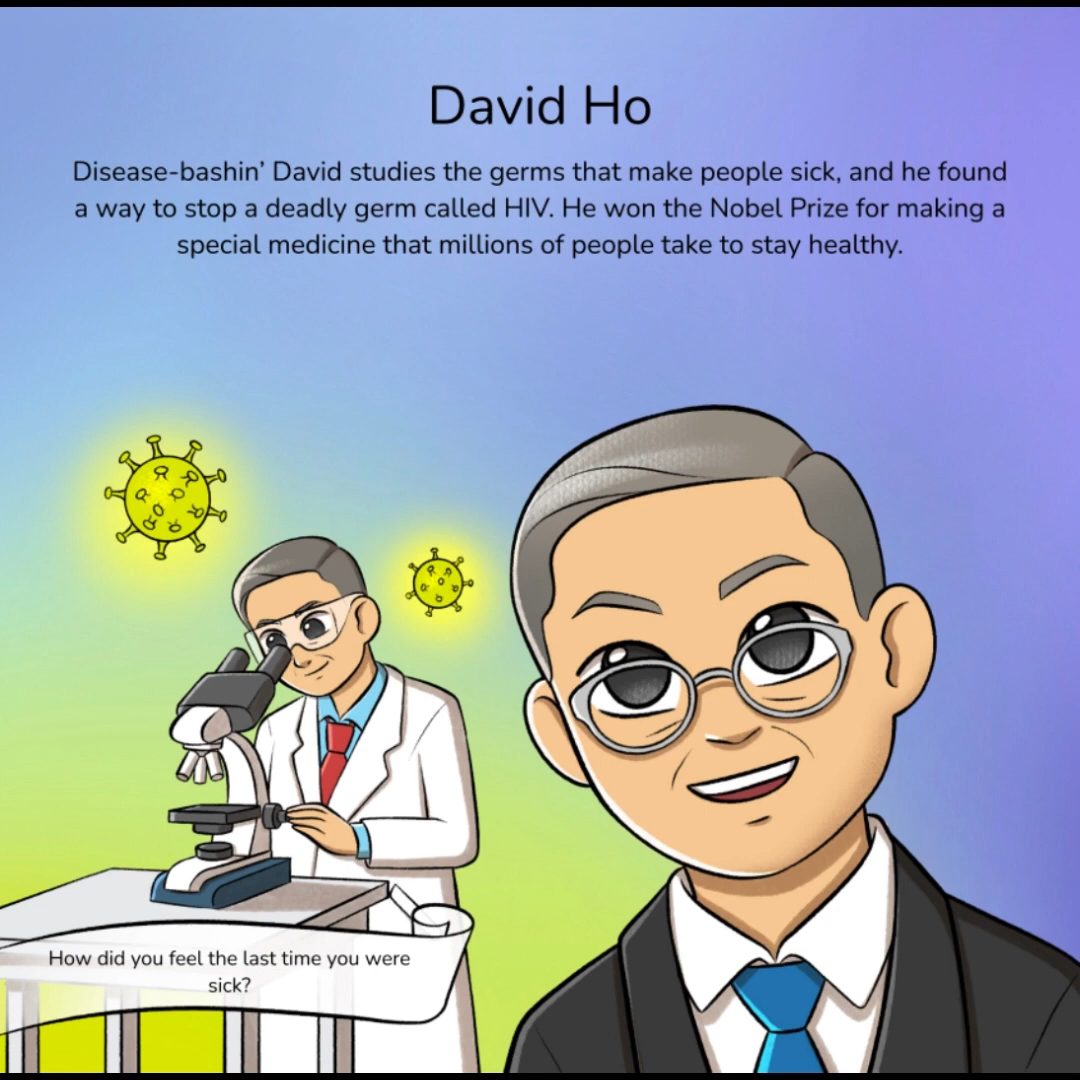 David Ho
Disease-bashin’ David studies the germs that make people sick, and he found
a way to stop a deadly germ called HIV. He won the Nobel Prize for making a
special medicine that millions of people take to stay healthy.
How did you feel the last time you were
sick?